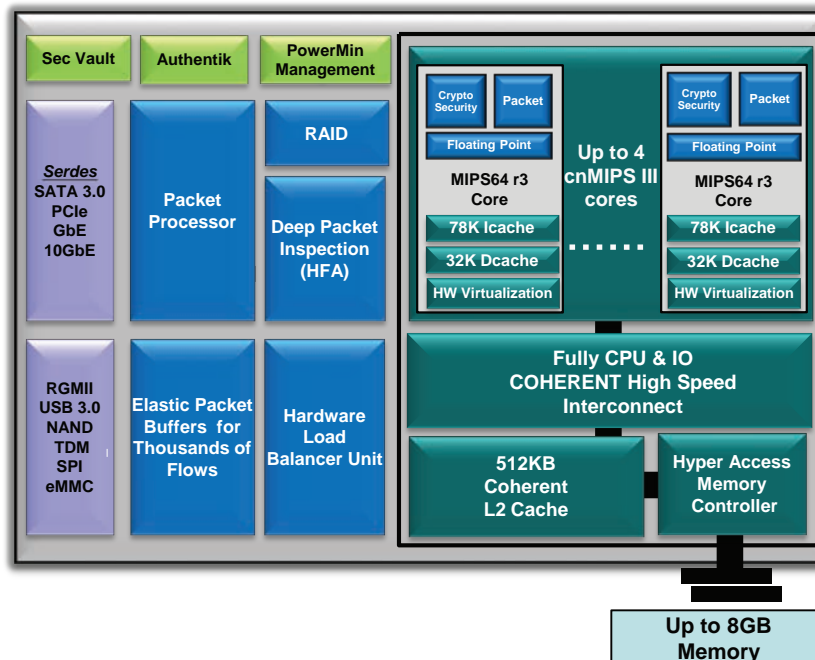 Sec Vault
Authentik
PowerMin
Management
Serdes
SATA 3.0
PCIe
GbE
10GbE
Packet
Processor
RAID
Deep Packet
Inspection
(HFA)
RGMII
USB 3.0
NAND
TDM
SPI
eMMC
Elastic Packet
Buffers for
Thousands of
Flows
Hardware
Load
Balancer Unit
Crypto
Security
Packet
Floating Point
MIPS64 r3
Core
78K Icache
32K Dcache
HW Virtualization
Up to 4
cnMIPS III
cores
......
Crypto
Security
Packet
Floating Point
MIPS64 r3
Core
78K Icache
32K Dcache
HW Virtualization
Fully CPU & IO
COHERENT High Speed
Interconnect
512KB
Coherent
L2 Cache
Hyper Access
Memory
Controller
Up to 8GB
Memory